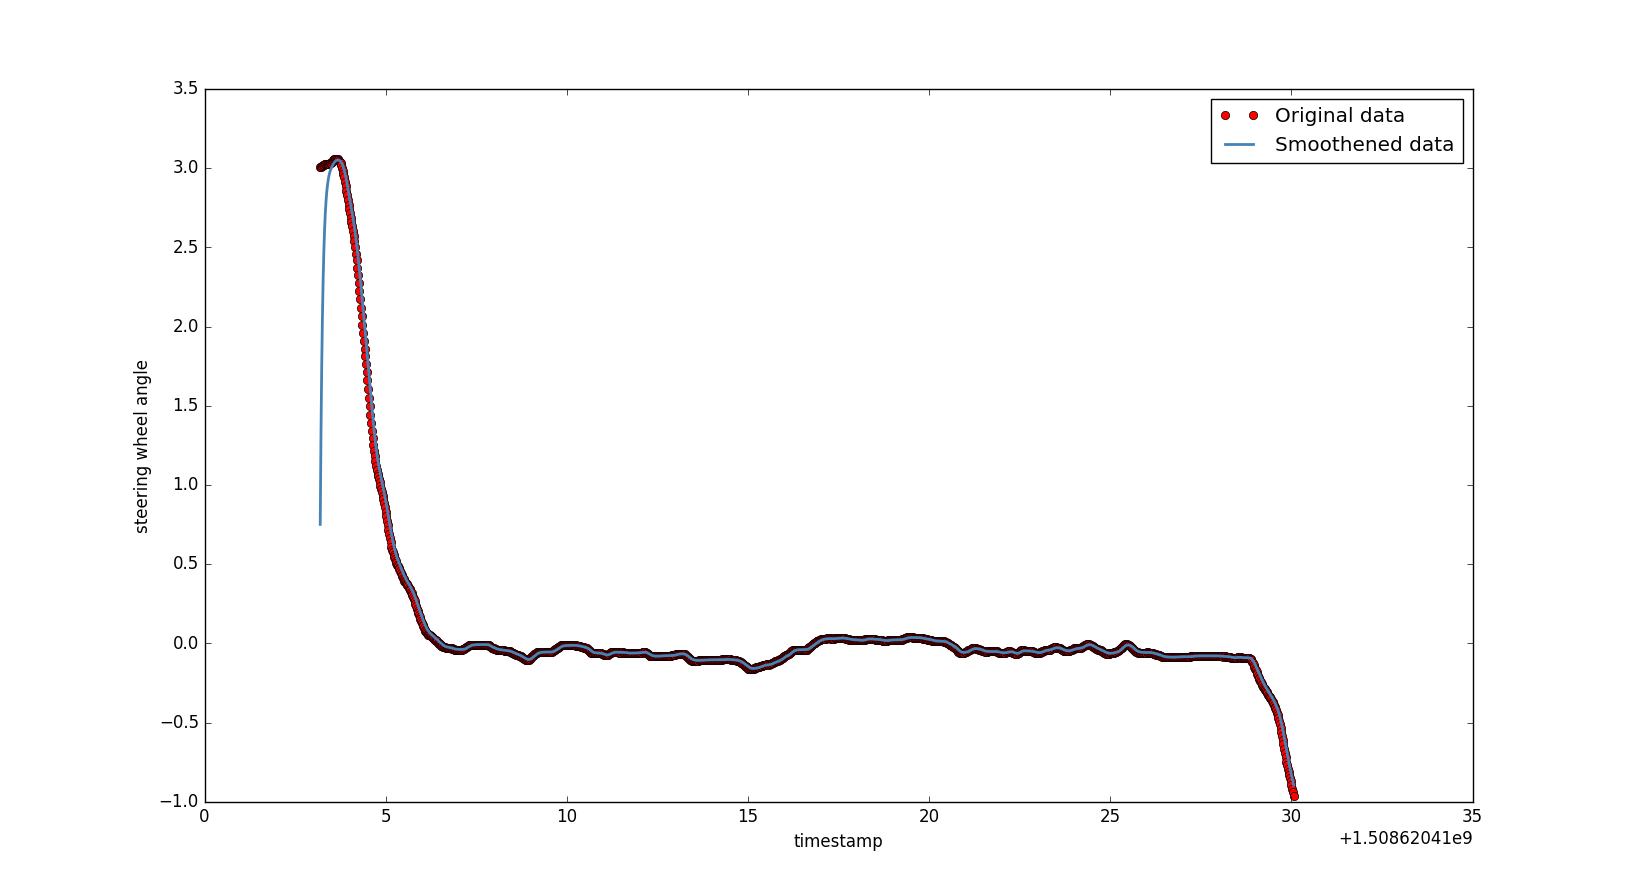 3.5
3.0
2.5
2.0
1.5
1.0
0.5
0.0
−0.5
−1.0
steering wheel angle
Original data
Smoothened data
0 5 10 15 20 25 30 35
timestamp
+1.50862041e9